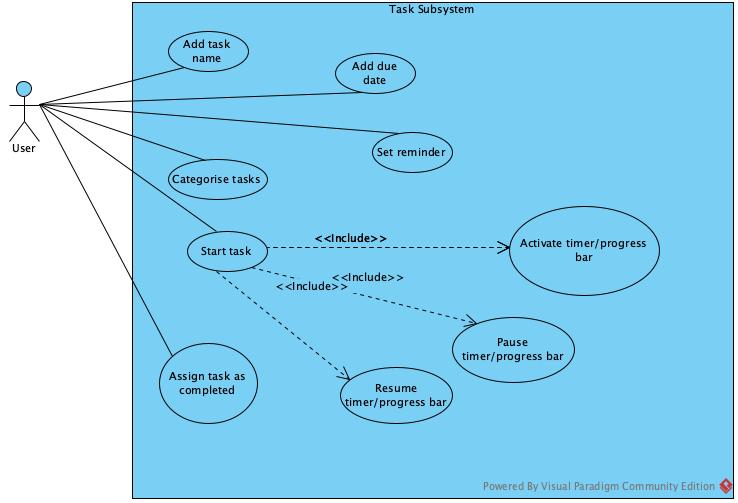 Task Subsystem
Add task
name
Add due
date
User
Set reminder
Categorise tasks
<<Include>>
Start task
Activate timer/progress
bar
<<Include>>
<<Include>>
Pause
timer/progress bar
Assign task as
completed
Resume
timer/progress bar
Powered By Visual Paradigm Community Edition